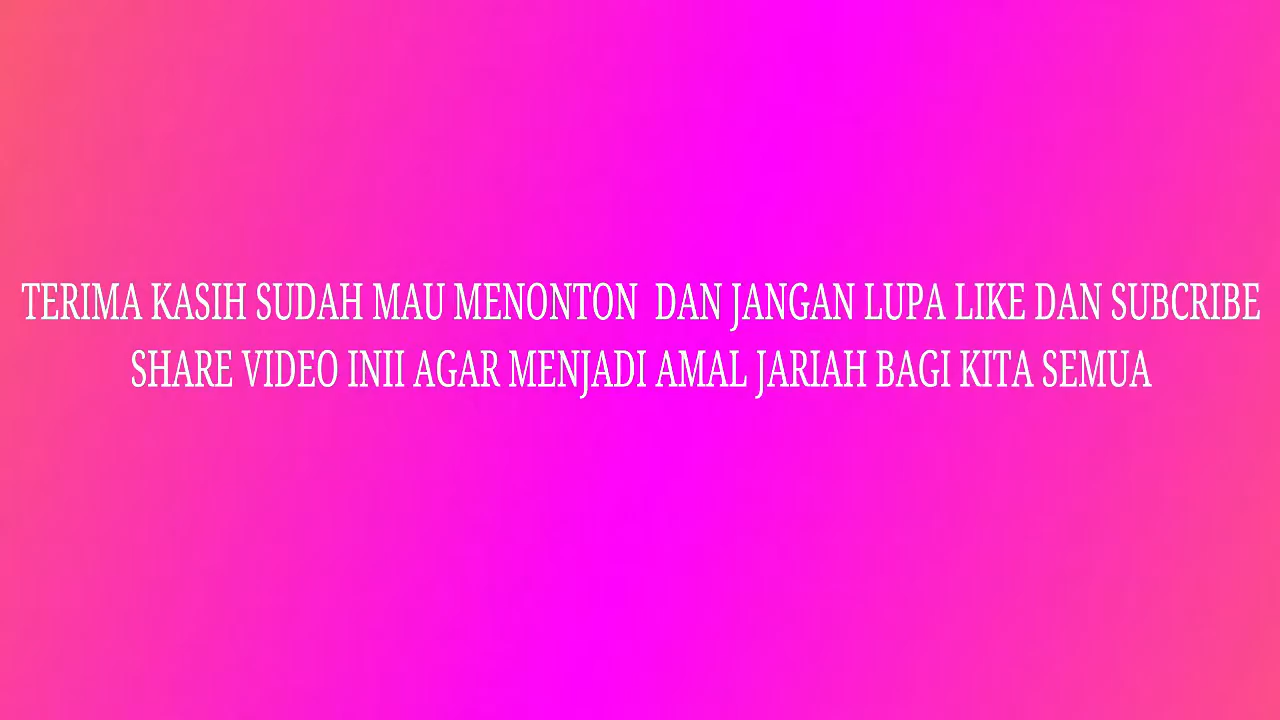 TERIMA KASIH SUDAH MAU MENONTON  DAN JANGAN LUPA LIKE DAN SUBCRIBE
SHARE VIDEO INII AGAR MENJADI AMAL JARIAH BAGI KITA SEMUA